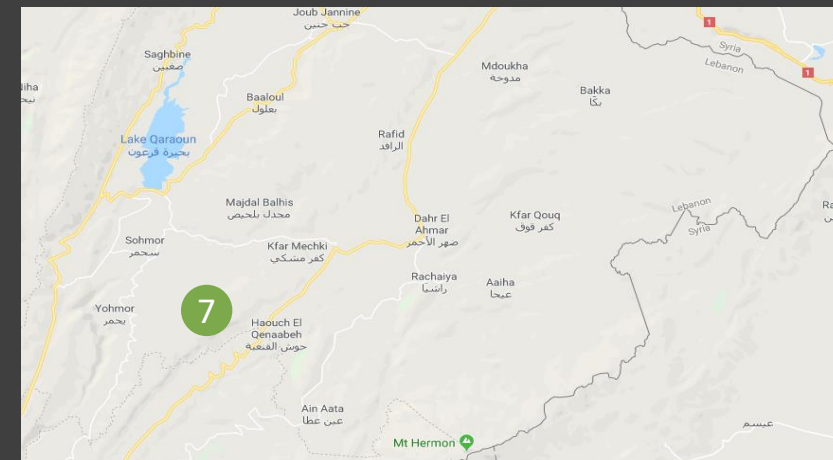 Joub Jannine
جب جنين
1
Syria
Lebanon
1
Saghbine
صغبين
Mdoukha
مدوخة
Bakka
بكّا
Baaloul
بعلول
Lake Qaraoun
بحيرة قرعون
Rafid
الرافد
Majdal Balhis
مجدل بلحيص
Lebanon
Syria
Dahr El
Ahmar
ضهر الأحمر
Kfar Qouq
كفر قوق
Sohmor
سحمر
Kfar Mechki
كفر مشكي
Rachaiya
راشيا
Aaiha
عيحا
7
Yohmor
يحمر
Haouch El
Qenaabeh
حوش القنعبة
Ain Aata
عين عطا
عيسم
Mt Hermon